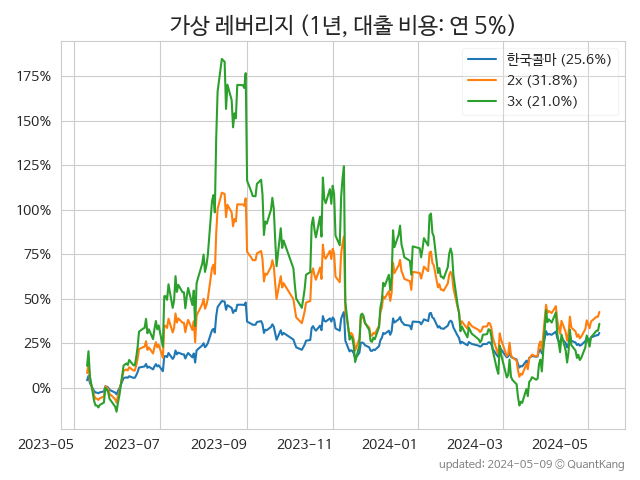 가상 레버리지 (1년, 대출 비용: 연 5%)
한국콜마 (25.6%)
2x (31.8%)
3x (21.0%)
175%
150%
125%
100%
75%
50%
25%
0%
2023-05 2023-07 2023-09 2023-11 2024-01 2024-03 2024-05
updated: 2024-05-09 © QuantKang